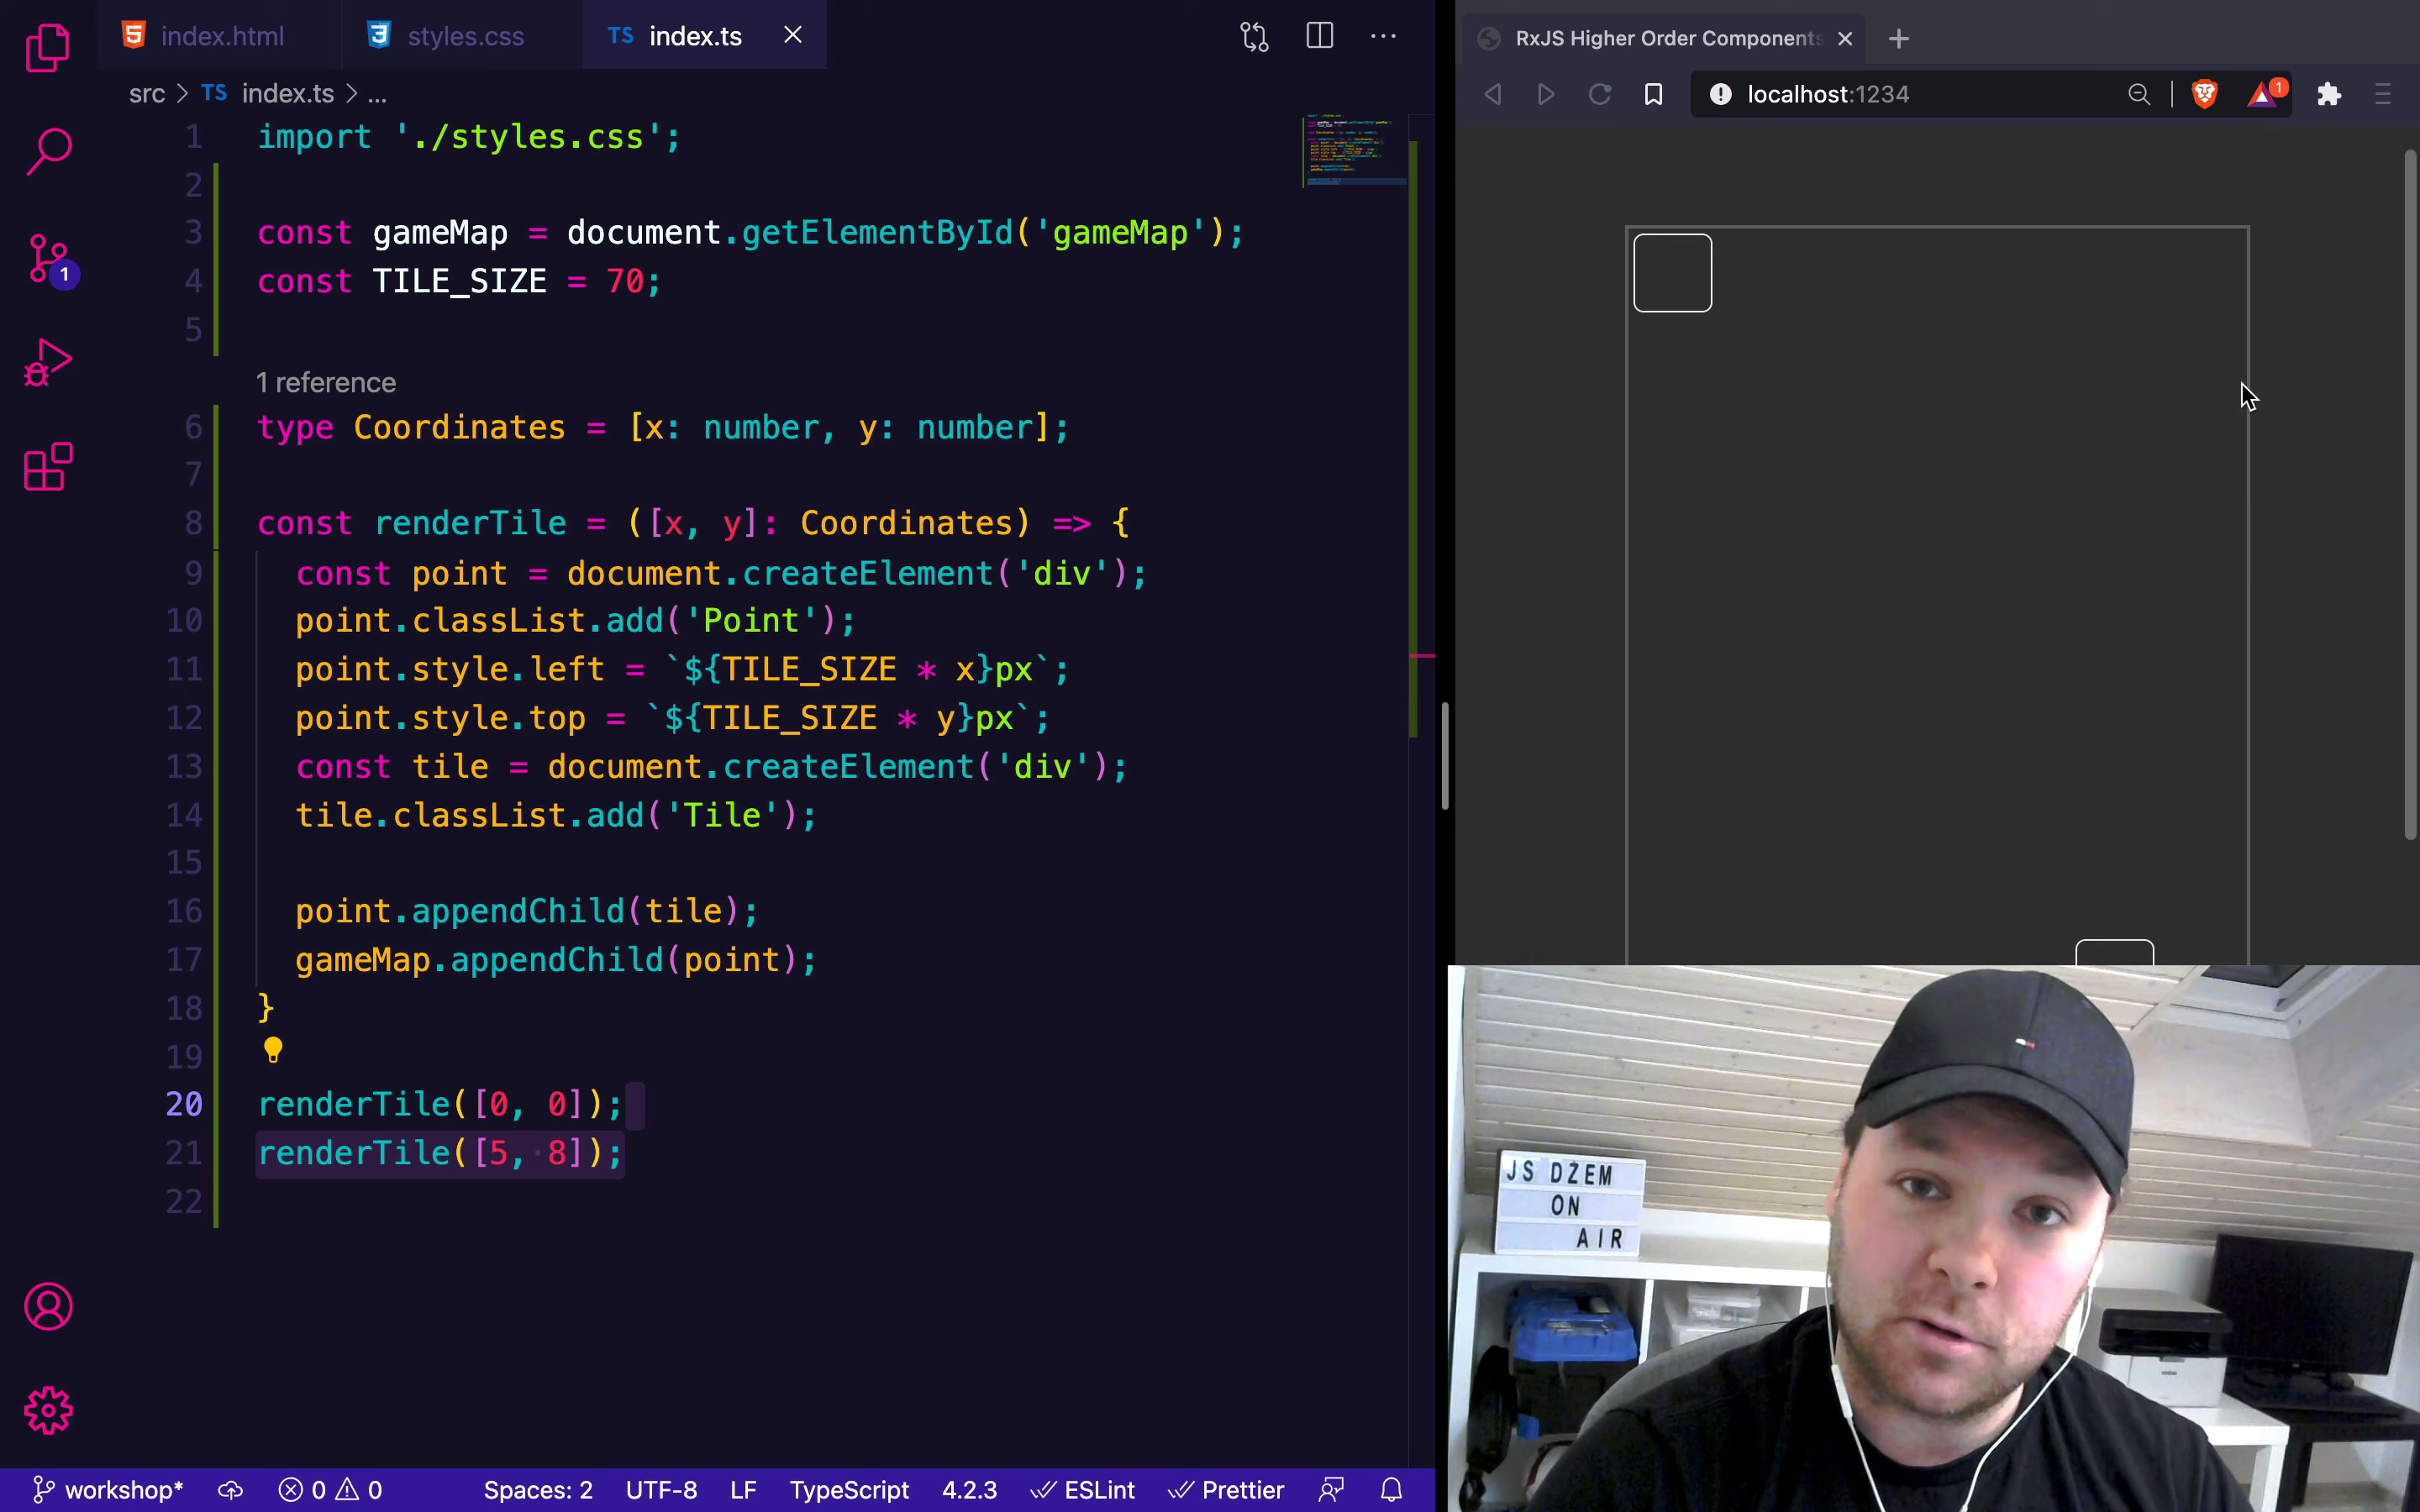 index.html
styles.css
TS index.ts
src > TS index.ts > ...
1 import './styles.css';
2
3 const gameMap = document.getElementById('gameMap');
4 const TILE_SIZE = 70;
5
1 reference
6 type Coordinates = [x: number, y: number];
7
8 const renderTile = ([x, y]: Coordinates) => {
9 const point = document.createElement('div');
10 point.classList.add('Point');
11 point.style.left = `${TILE_SIZE * x}px`;
12 point.style.top = `${TILE_SIZE * y}px`;
13 const tile = document.createElement('div');
14 tile.classList.add('Tile');
15
16 point.appendChild(tile);
17 gameMap.appendChild(point);
18 }
19
20 renderTile([0, 0]);
21 renderTile([5, 8]);
22
1
workshop* 0 0 Spaces: 2 UTF-8 LF TypeScript 4.2.3 ESLint Prettier
RxJS Higher Order Components
localhost:1234
1
JS DŻEM
ON
AIR